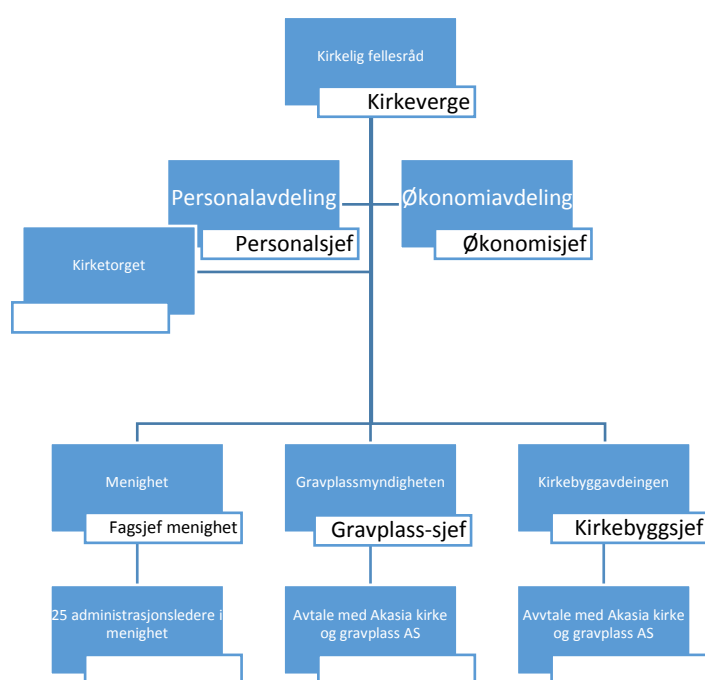 Kirkelig fellesråd
Kirkeverge
Personalavdeling
Personalsjef
Økonomiavdeling
Økonomisjef
Kirketorget
Menighet
Fagsjef menighet
Gravplassmyndigheten
Gravplass-sjef
Kirkebyggavdeingen
Kirkebyggsjef
25 administrasjonsledere i
menighet
Avtale med Akasia kirke
og gravplass AS
Avvtale med Akasia kirke
og gravplass AS